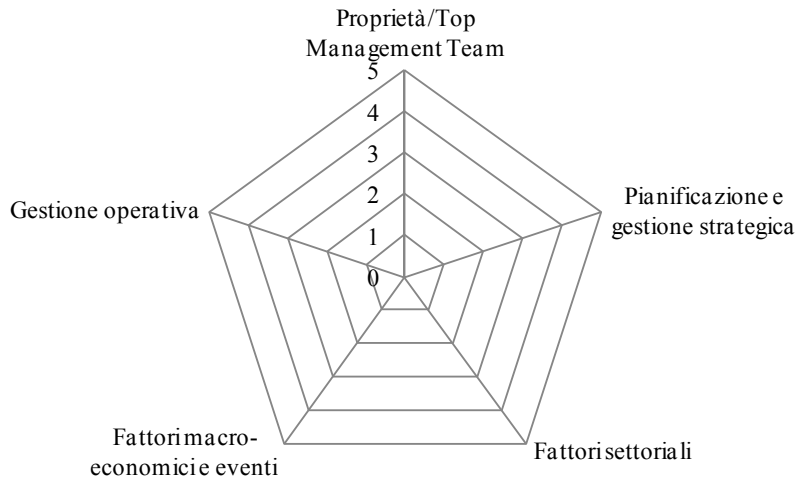 Proprietà/Top
Management Team
5
4
3
2
1
0
Pianificazione e
gestione strategica
Fattori settoriali
Fattori macro-
economici e eventi
Gestione operativa